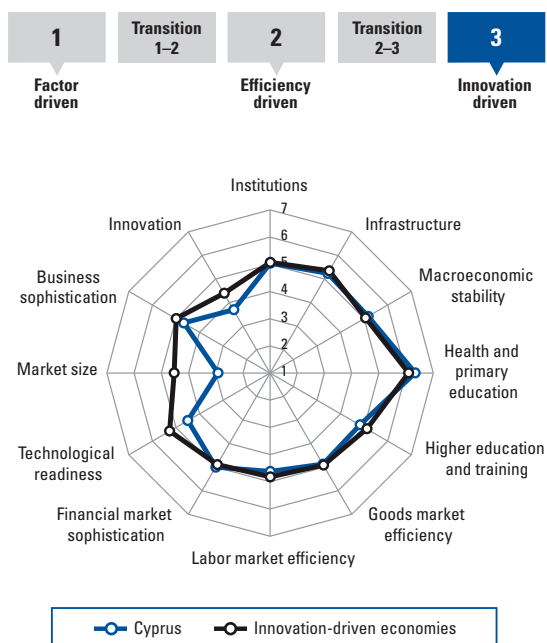 1
Transition
1–2
2
Transition
2–3
3
Factor
driven
Efficiency
driven
Innovation
driven
Institutions
7
6
5
4
3
2
1
Infrastructure
Macroeconomic
stability
Health and
primary
education
Higher education
and training
Goods market
efficiency
Labor market efficiency
Financial market
sophistication
Technological
readiness
Market size
Business
sophistication
Innovation
Cyprus
Innovation-driven economies